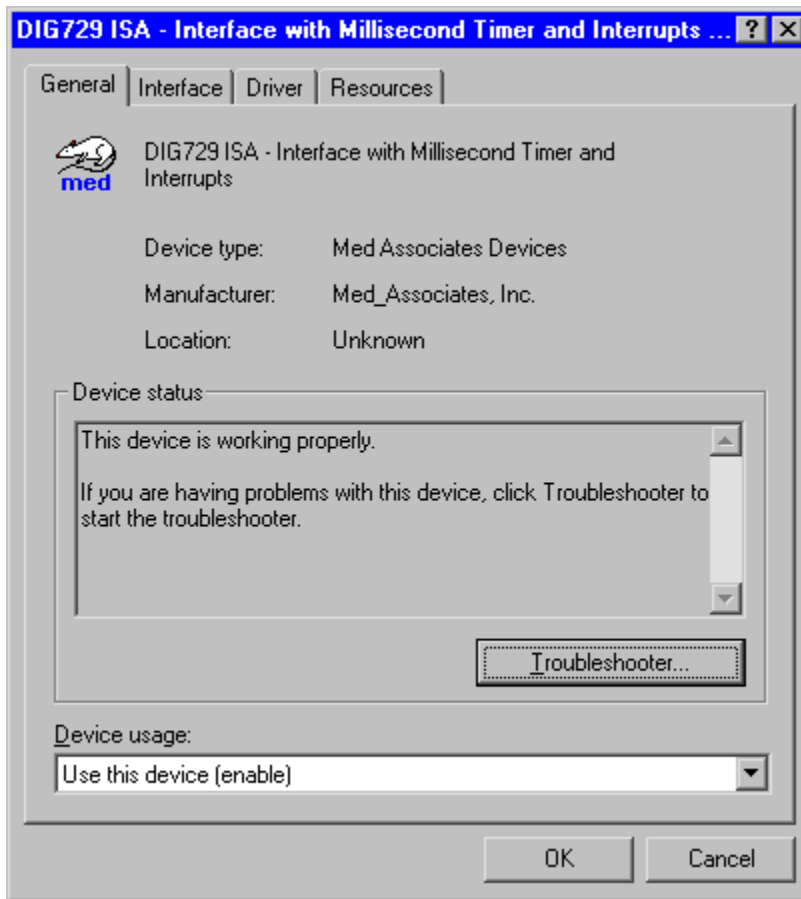 DIG729 ISA - Interface with Millisecond Timer and Interrupts ...
General Interface Driver Resources
med
DIG729 ISA - Interface with Millisecond Timer and
Interrupts
Device type: Med Associates Devices
Manufacturer: Med_Associates, Inc.
Location: Unknown
Device status
This device is working properly.
If you are having problems with this device, click Troubleshooter to
start the troubleshooter.
Troubleshooter...
Device usage:
Use this device (enable)
OK Cancel